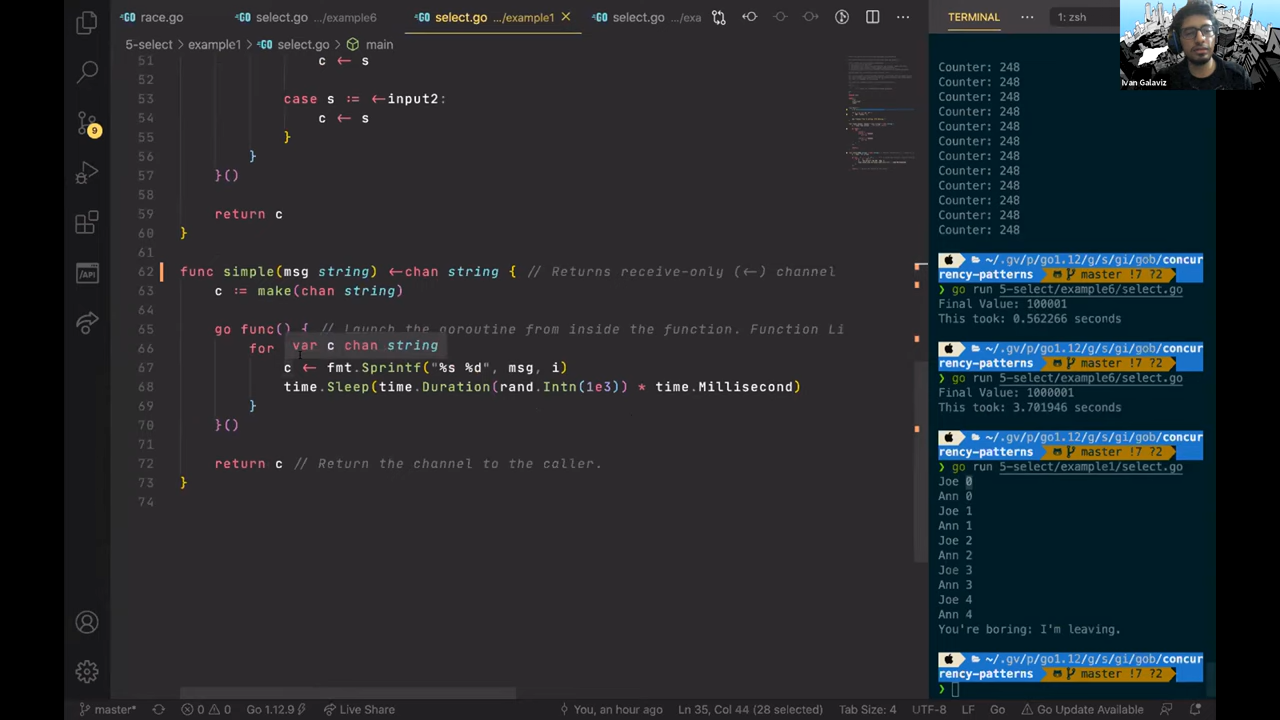 race.go
select.go .../example6
select.go .../example1
select.go .../exa
5-select > example1 > select.go > main
51 c <- s
52
53 case s := <-input2:
54 c <- s
55 }
56 }
57 }()
58
59 return c
60 }
61
62 func simple(msg string) <-chan string { // Returns receive-only (<-) channel
63 c := make(chan string)
64
65 go func() { // Launch the goroutine from inside the function. Function Li
var c chan string
66 for
67 c <- fmt.Sprintf("%s %d", msg, i)
68 time.Sleep(time.Duration(rand.Intn(1e3)) * time.Millisecond)
69 }
70 }()
71
72 return c // Return the channel to the caller.
73 }
74
9
/API
TERMINAL
1: zsh
Ivan Galaviz
Counter: 248
Counter: 248
Counter: 248
Counter: 248
Counter: 248
Counter: 248
Counter: 248
Counter: 248
Counter: 248
Counter: 248
Counter: 248
Counter: 248
~/.gv/p/go1.12/g/s/gi/gob/concur
rency-patterns master !7 ?2
❯ go run 5-select/example6/select.go
Final Value: 100001
This took: 0.562266 seconds
~/.gv/p/go1.12/g/s/gi/gob/concur
rency-patterns master !7 ?2
❯ go run 5-select/example6/select.go
Final Value: 1000001
This took: 3.701946 seconds
~/.gv/p/go1.12/g/s/gi/gob/concur
rency-patterns master !7 ?2
❯ go run 5-select/example1/select.go
Joe 0
Ann 0
Joe 1
Ann 1
Joe 2
Ann 2
Joe 3
Ann 3
Joe 4
Ann 4
You're boring: I'm leaving.
~/.gv/p/go1.12/g/s/gi/gob/concur
rency-patterns master !7 ?2
❯
master* 0 0 Go 1.12.9 Live Share You, an hour ago Ln 35, Col 44 (28 selected) Tab Size: 4 UTF-8 LF Go Go Update Available